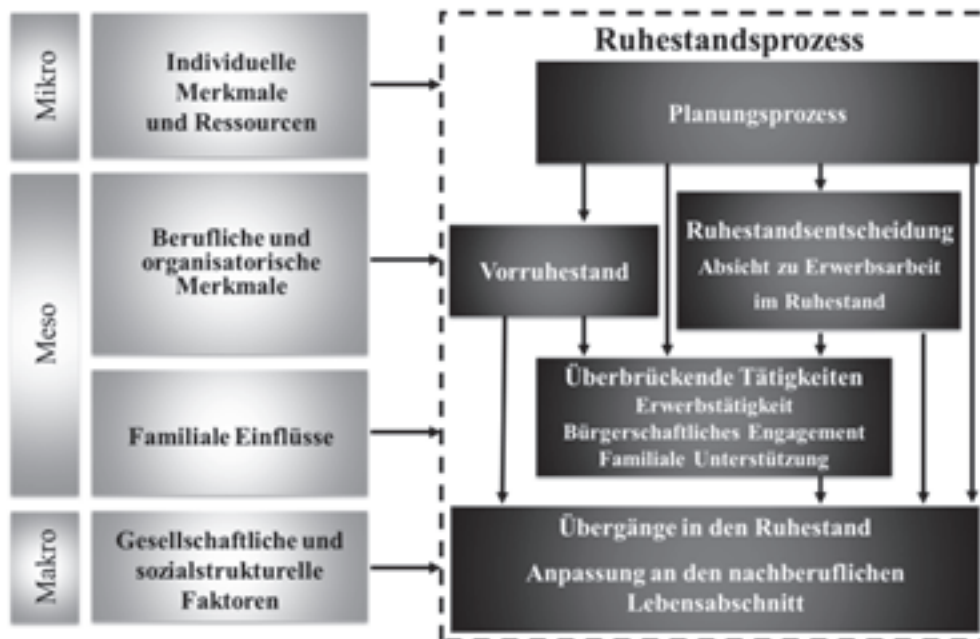 Mikro
Individuelle
Merkmale
und Ressourcen
Meso
Berufliche und
organisatorische
Merkmale
Familiale Einflüsse
Makro
Gesellschaftliche und
sozialstrukturelle
Faktoren
Ruhestandsprozess
Planungsprozess
Vorruhestand
Ruhestandsentscheidung
Absicht zu Erwerbsarbeit
im Ruhestand
Überbrückende Tätigkeiten
Erwerbstätigkeit
Bürgerschaftliches Engagement
Familiale Unterstützung
Übergänge in den Ruhestand
Anpassung an den nachberuflichen
Lebensabschnitt